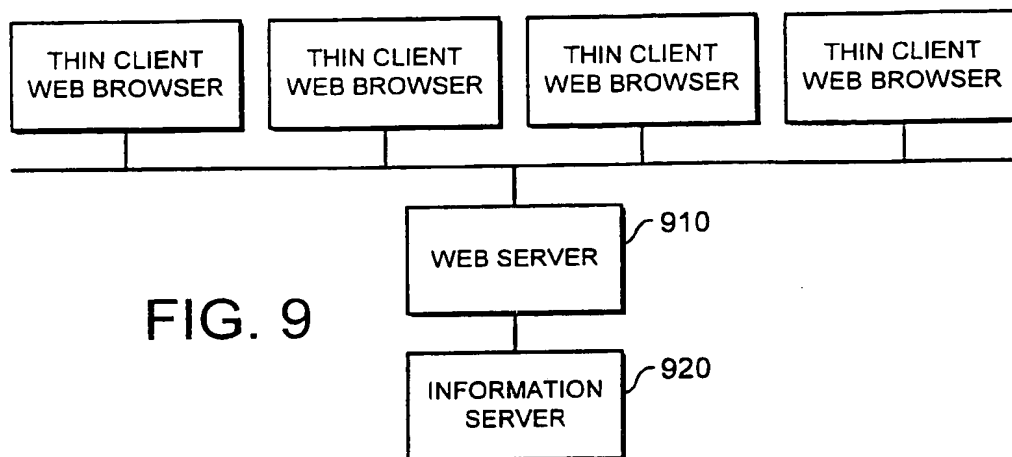 THIN CLIENT
WEB BROWSER
THIN CLIENT
WEB BROWSER
THIN CLIENT
WEB BROWSER
THIN CLIENT
WEB BROWSER
910
WEB SERVER
FIG. 9
920
INFORMATION
SERVER